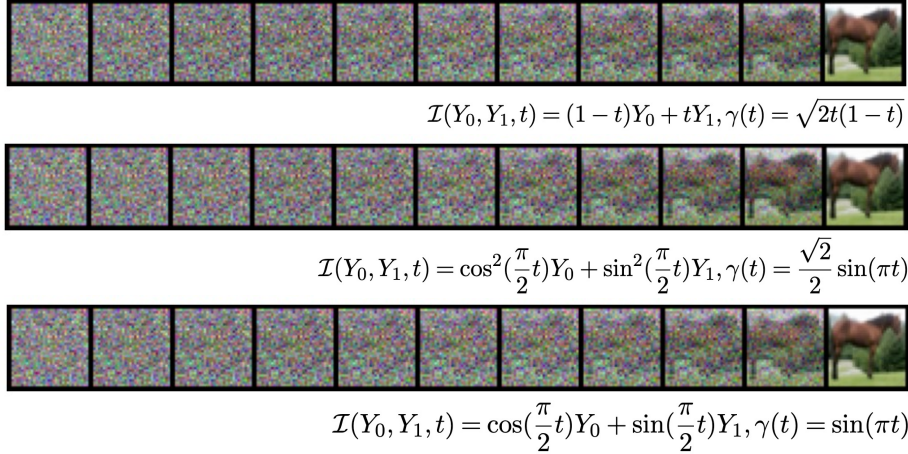 $\mathcal{I}(Y_0, Y_1, t) = (1-t)Y_0 + tY_1, \gamma(t) = \sqrt{2t(1-t)}$
$\mathcal{I}(Y_0, Y_1, t) = \cos^2(\frac{\pi}{2}t)Y_0 + \sin^2(\frac{\pi}{2}t)Y_1, \gamma(t) = \frac{\sqrt{2}}{2}\sin(\pi t)$
$\mathcal{I}(Y_0, Y_1, t) = \cos(\frac{\pi}{2}t)Y_0 + \sin(\frac{\pi}{2}t)Y_1, \gamma(t) = \sin(\pi t)$